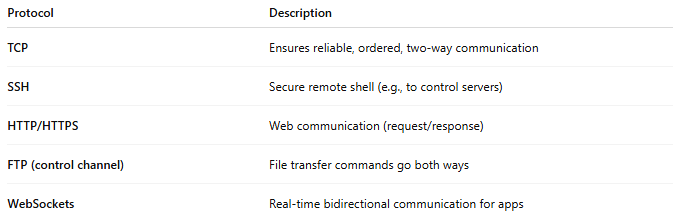 Protocol Description
TCP Ensures reliable, ordered, two-way communication
SSH Secure remote shell (e.g., to control servers)
HTTP/HTTPS Web communication (request/response)
FTP (control channel) File transfer commands go both ways
WebSockets Real-time bidirectional communication for apps